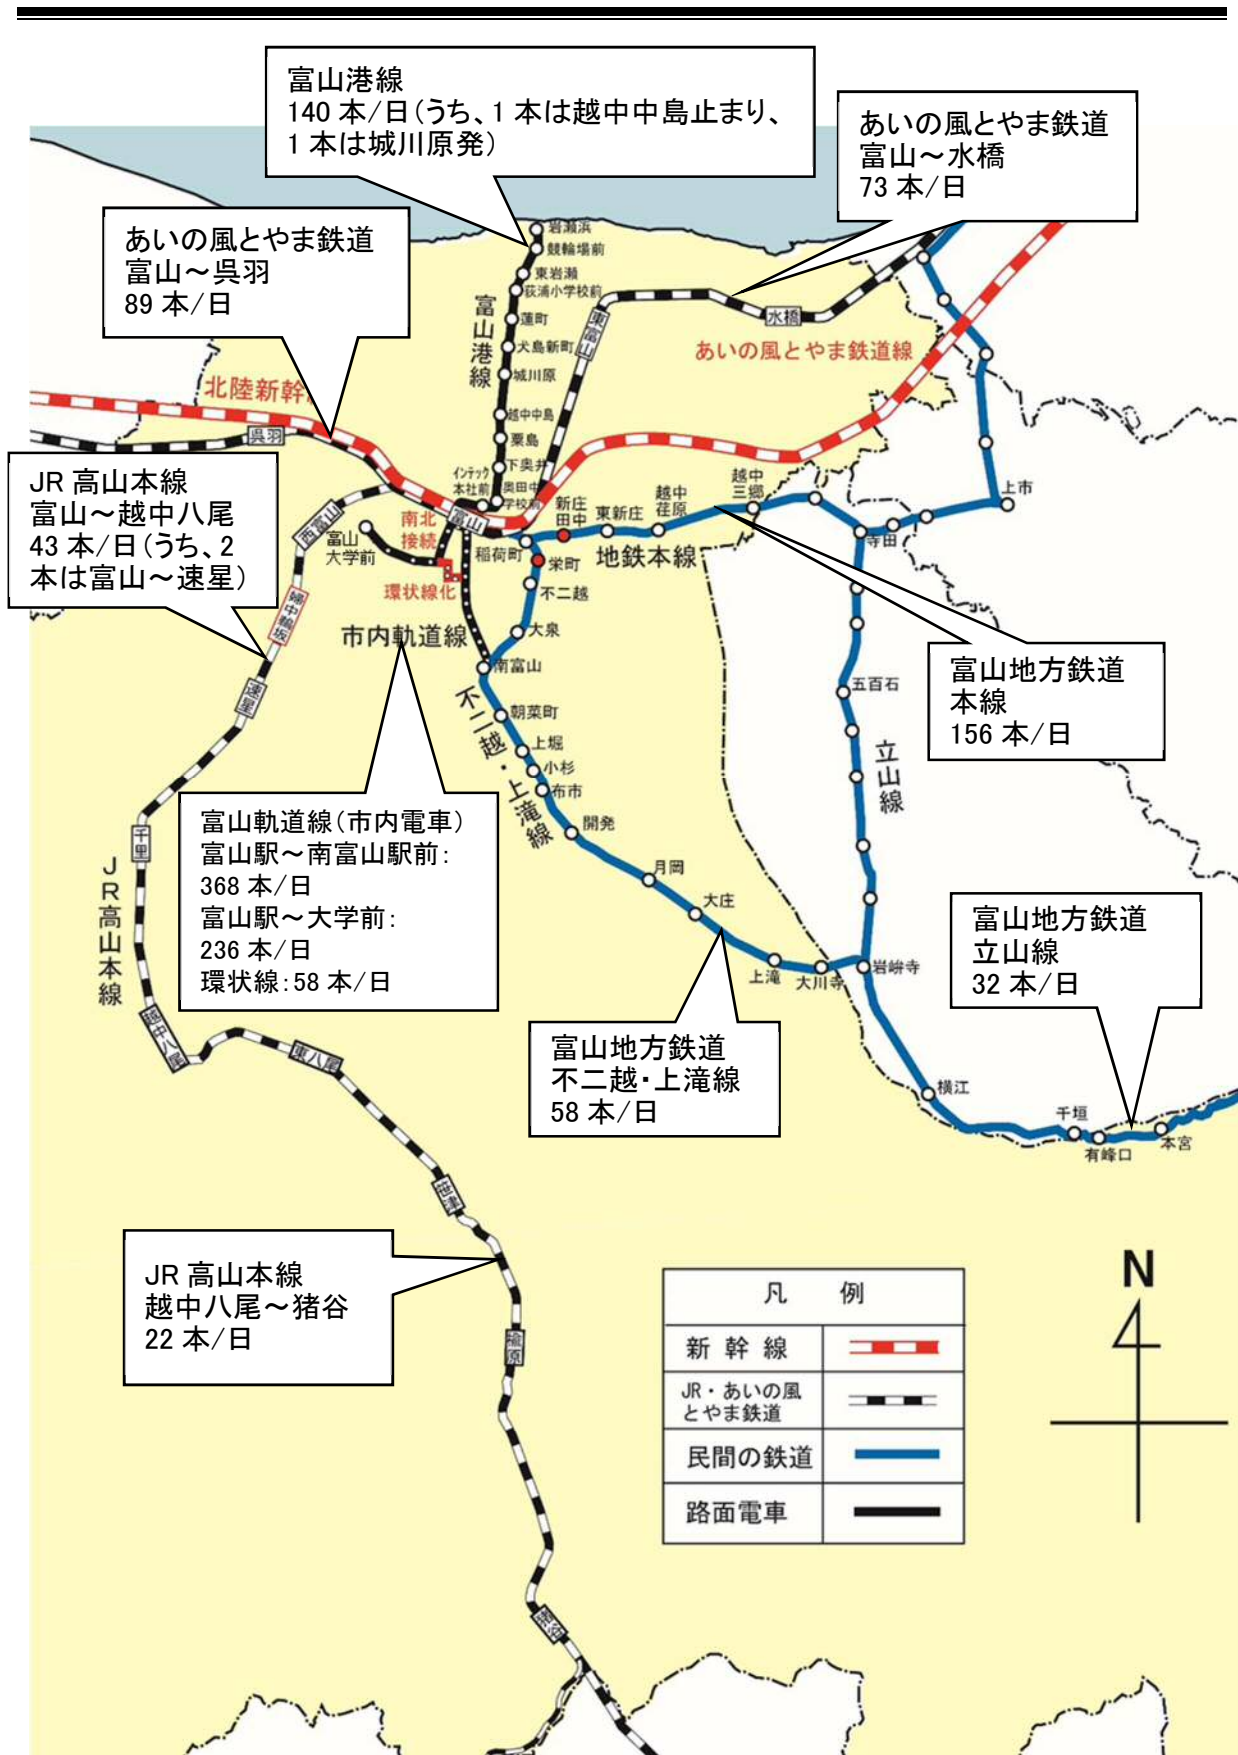 富山港線
140 本/日(うち、1 本は越中中島止まり、
1 本は城川原発)
あいの風とやま鉄道
富山～水橋
73 本/日
あいの風とやま鉄道
富山～呉羽
89 本/日
岩瀬浜
競輪場前
東岩瀬
荻浦小学校前
蓮町
犬島新町
城川原
越中中島
粟島
下奥井
奥田中
学校前
インテック
本社前
富山港線
東富山
水橋
あいの風とやま鉄道線
北陸新幹
呉羽
JR 高山本線
富山～越中八尾
43 本/日(うち、2
本は富山～速星)
西富山
富山
大学前
南北
接続
富山
環状線化
市内軌道線
稲荷町
新庄
田中
東新庄
越中
荏原
越中
三郷
地鉄本線
寺田
上市
栄町
不二越
大泉
南富山
朝菜町
上堀
小杉
布市
開発
月岡
大庄
上滝
大川寺
岩峅寺
不二越・上滝線
五百石
立山線
横江
千垣
有峰口
本宮
富山地方鉄道
本線
156 本/日
婦中鵜坂
速星
千里
JR高山本線
越中八尾
東八尾
笹津
楡原
猪谷
富山軌道線(市内電車)
富山駅～南富山駅前:
368 本/日
富山駅～大学前:
236 本/日
環状線:58 本/日
富山地方鉄道
立山線
32 本/日
富山地方鉄道
不二越・上滝線
58 本/日
JR 高山本線
越中八尾～猪谷
22 本/日
凡 例
新 幹 線
JR・あいの風
とやま鉄道
民間の鉄道
路面電車
N